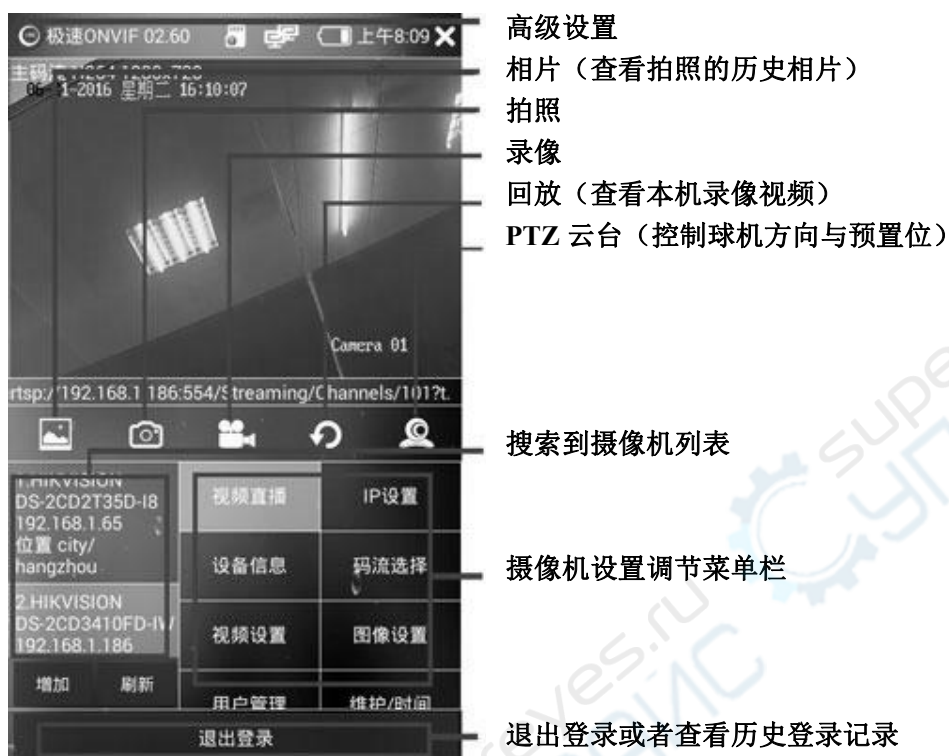 极速ONVIF 02.60
上午8:09
高级设置
相片（查看拍照的历史相片）
1-2016 星期二 16:10:07
拍照
录像
回放（查看本机录像视频）
PTZ 云台（控制球机方向与预置位）
Camera 01
rtsp://192.168.1.186:554/Streaming/Channels/101?t.
搜索到摄像机列表
1.HIKVISION
DS-2CD2T35D-I8
192.168.1.65
位置 city/
hangzhou
视频直播
IP设置
设备信息
码流选择
摄像机设置调节菜单栏
2.HIKVISION
DS-2CD3410FD-IW
192.168.1.186
视频设置
图像设置
增加
刷新
用户管理
维护/时间
退出登录
退出登录或者查看历史登录记录